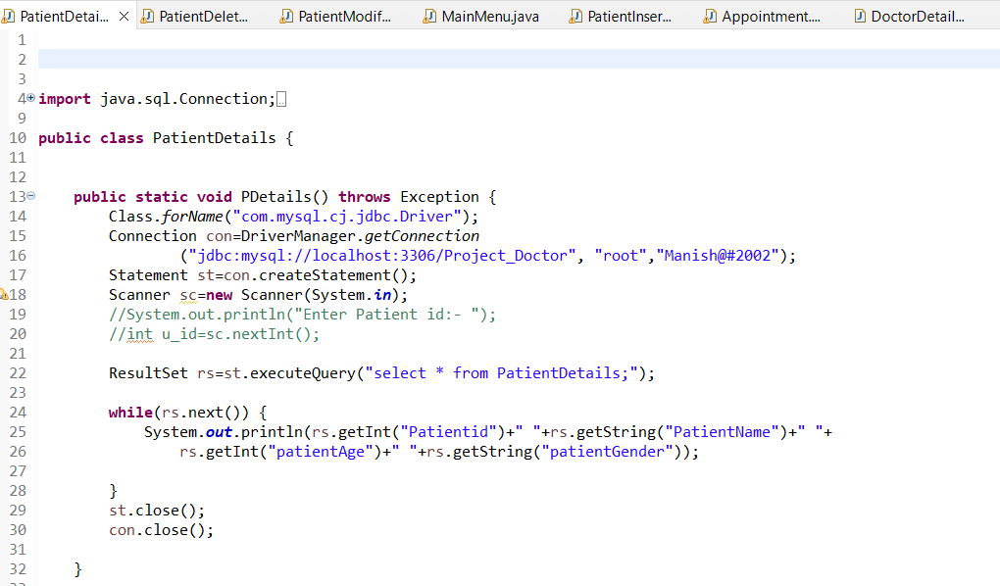 PatientDetai... PatientDelet... PatientModif... MainMenu.java PatientInser... Appointment.... DoctorDetail...
1
2
3
4 import java.sql.Connection;
9
10 public class PatientDetails {
11
12
13 public static void PDetails() throws Exception {
14 Class.forName("com.mysql.cj.jdbc.Driver");
15 Connection con=DriverManager.getConnection
16 ("jdbc:mysql://localhost:3306/Project_Doctor", "root","Manish@#2002");
17 Statement st=con.createStatement();
18 Scanner sc=new Scanner(System.in);
19 //System.out.println("Enter Patient id:- ");
20 //int u_id=sc.nextInt();
21
22 ResultSet rs=st.executeQuery("select * from PatientDetails;");
23
24 while(rs.next()) {
25 System.out.println(rs.getInt("Patientid")+" "+rs.getString("PatientName")+" "+
26 rs.getInt("patientAge")+" "+rs.getString("patientGender"));
27
28 }
29 st.close();
30 con.close();
31
32 }